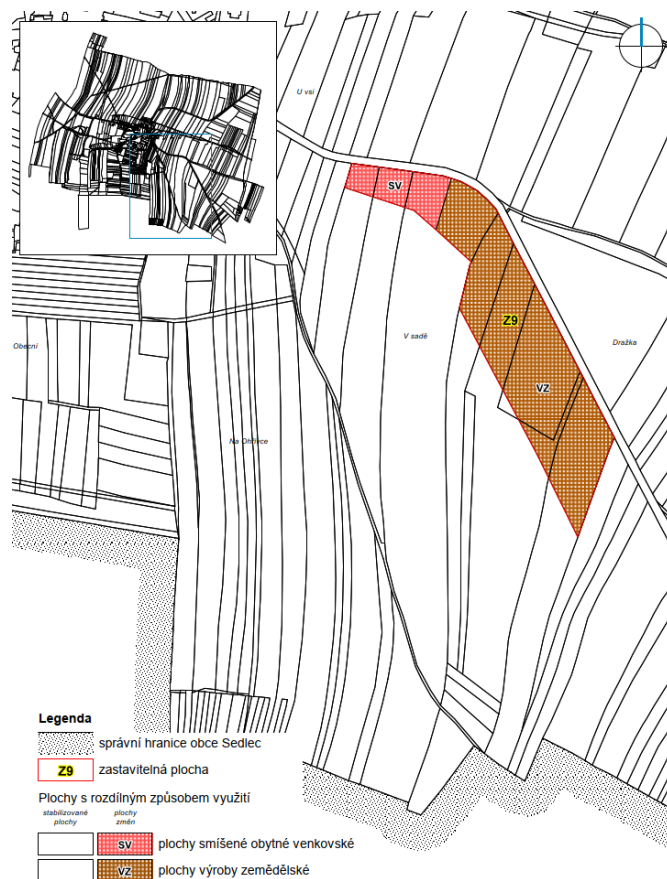 U vsi
SV
V sadě
Z9
Dražka
Obecní
VZ
Na Ohřívce
Legenda
správní hranice obce Sedlec
Z9 zastavitelná plocha
Plochy s rozdílným způsobem využití
stabilizované plochy
plochy změn
SV plochy smíšené obytné venkovské
VZ plochy výroby zemědělské